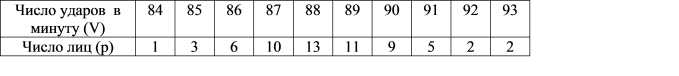 Число ударов в минуту (V) 84 85 86 87 88 89 90 91 92 93
Число лиц (p) 1 3 6 10 13 11 9 5 2 2